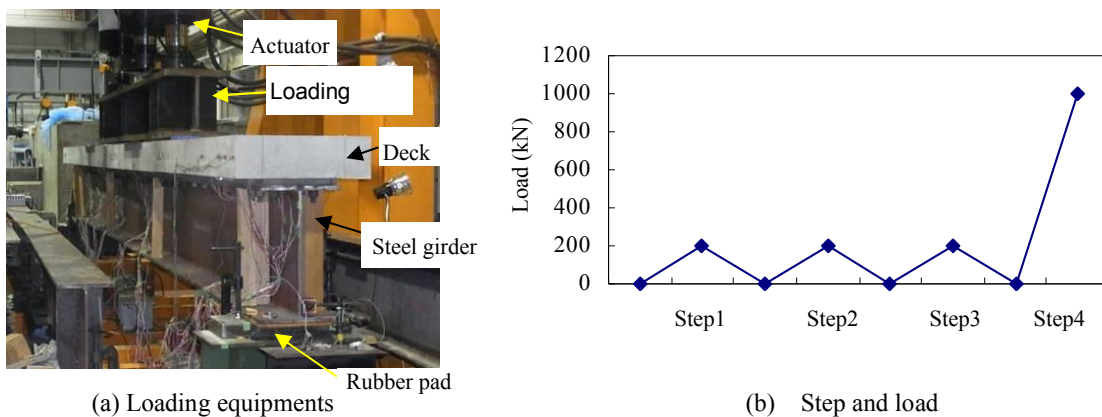 Actuator
Loading
Deck
Steel girder
Rubber pad
(a) Loading equipments
1200
1000
800
600
400
200
0
Load (kN)
Step1 Step2 Step3 Step4
(b) Step and load